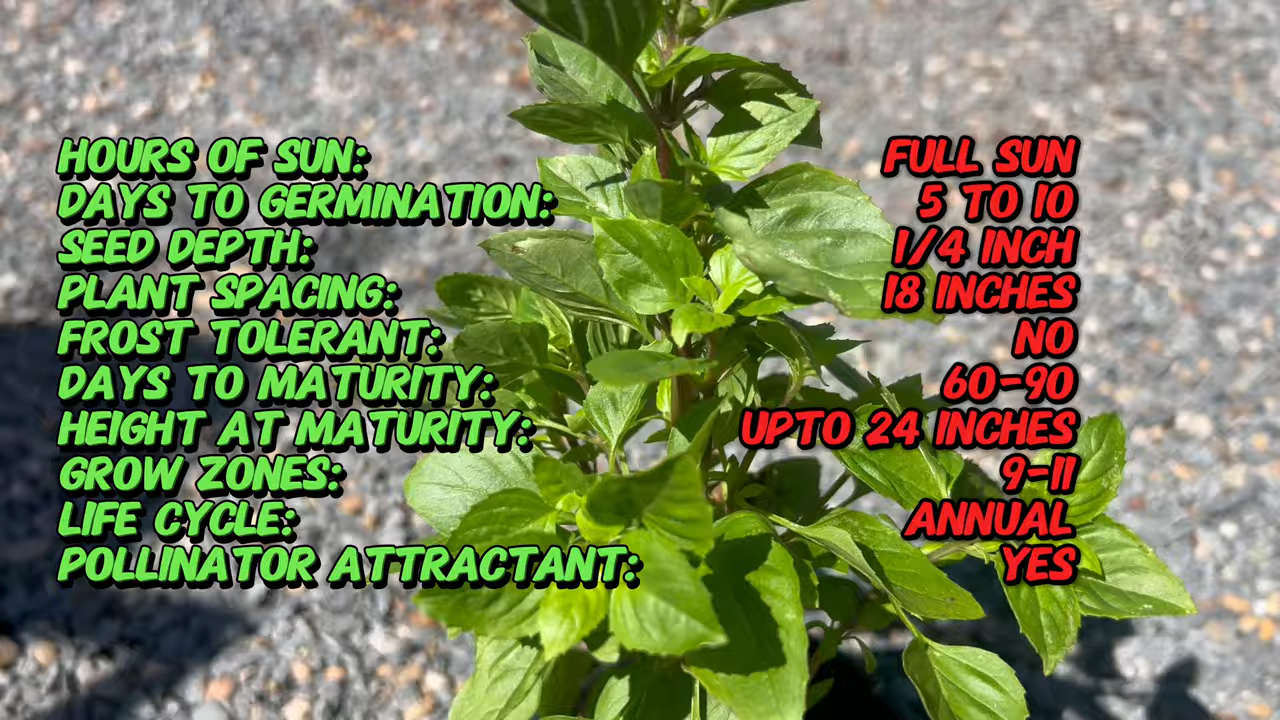 HOURS OF SUN: FULL SUN
DAYS TO GERMINATION: 5 TO 10
SEED DEPTH: 1/4 INCH
PLANT SPACING: 18 INCHES
FROST TOLERANT: NO
DAYS TO MATURITY: 60-90
HEIGHT AT MATURITY: UPTO 24 INCHES
GROW ZONES: 9-11
LIFE CYCLE: ANNUAL
POLLINATOR ATTRACTANT: YES